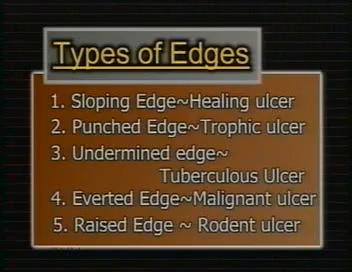 Types of Edges
1. Sloping Edge~Healing ulcer
2. Punched Edge~Trophic ulcer
3. Undermined edge~
Tuberculous Ulcer
4. Everted Edge~Malignant ulcer
5. Raised Edge ~ Rodent ulcer